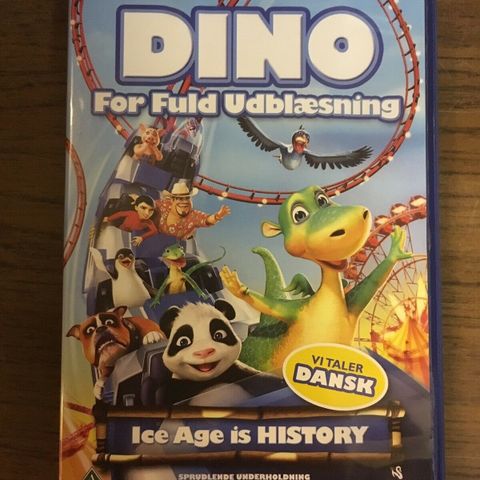 DINO
For Fuld Udblæsning
VI TALER
DANSK
Ice Age is HISTORY
SPRUDLENDE UNDERHOLDNING